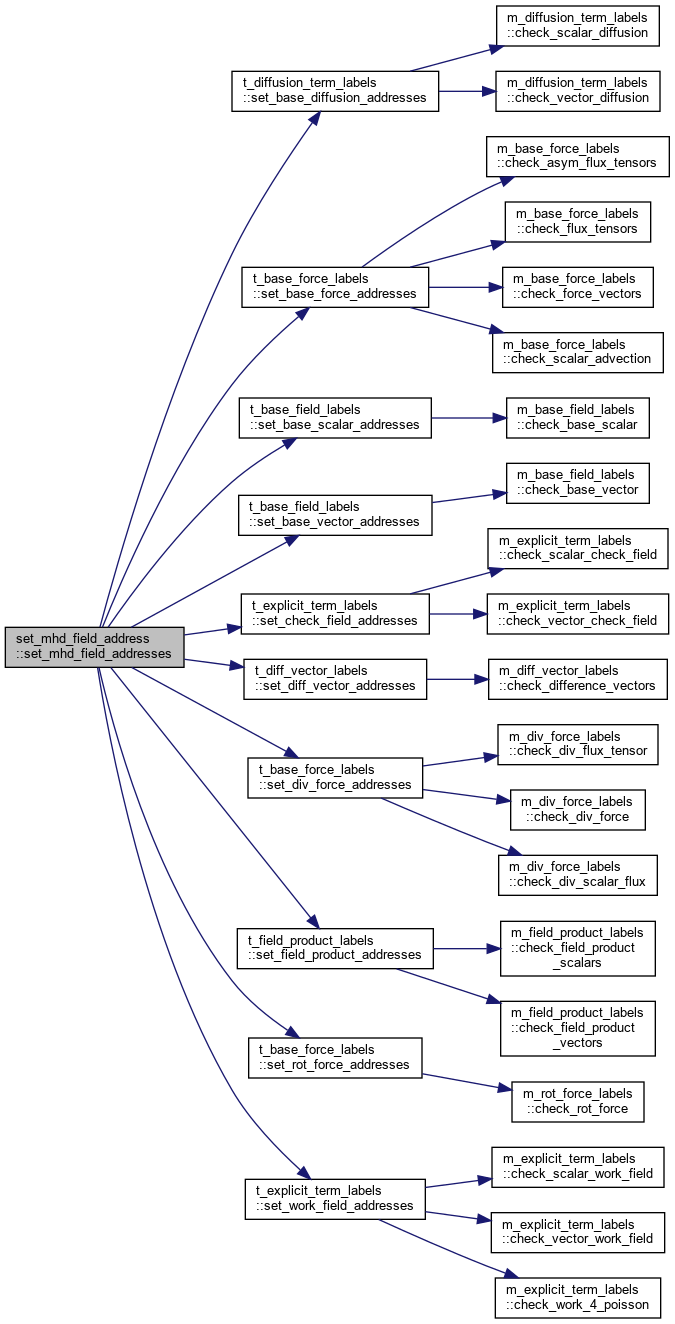 m_diffusion_term_labels
::check_scalar_diffusion
t_diffusion_term_labels
::set_base_diffusion_addresses
m_diffusion_term_labels
::check_vector_diffusion
m_base_force_labels
::check_asym_flux_tensors
m_base_force_labels
::check_flux_tensors
t_base_force_labels
::set_base_force_addresses
m_base_force_labels
::check_force_vectors
m_base_force_labels
::check_scalar_advection
t_base_field_labels
::set_base_scalar_addresses
m_base_field_labels
::check_base_scalar
t_base_field_labels
::set_base_vector_addresses
m_base_field_labels
::check_base_vector
m_explicit_term_labels
::check_scalar_check_field
t_explicit_term_labels
::set_check_field_addresses
m_explicit_term_labels
::check_vector_check_field
set_mhd_field_address
::set_mhd_field_addresses
t_diff_vector_labels
::set_diff_vector_addresses
m_diff_vector_labels
::check_difference_vectors
m_div_force_labels
::check_div_flux_tensor
t_base_force_labels
::set_div_force_addresses
m_div_force_labels
::check_div_force
m_div_force_labels
::check_div_scalar_flux
t_field_product_labels
::set_field_product_addresses
m_field_product_labels
::check_field_product
_scalars
m_field_product_labels
::check_field_product
_vectors
t_base_force_labels
::set_rot_force_addresses
m_rot_force_labels
::check_rot_force
m_explicit_term_labels
::check_scalar_work_field
t_explicit_term_labels
::set_work_field_addresses
m_explicit_term_labels
::check_vector_work_field
m_explicit_term_labels
::check_work_4_poisson